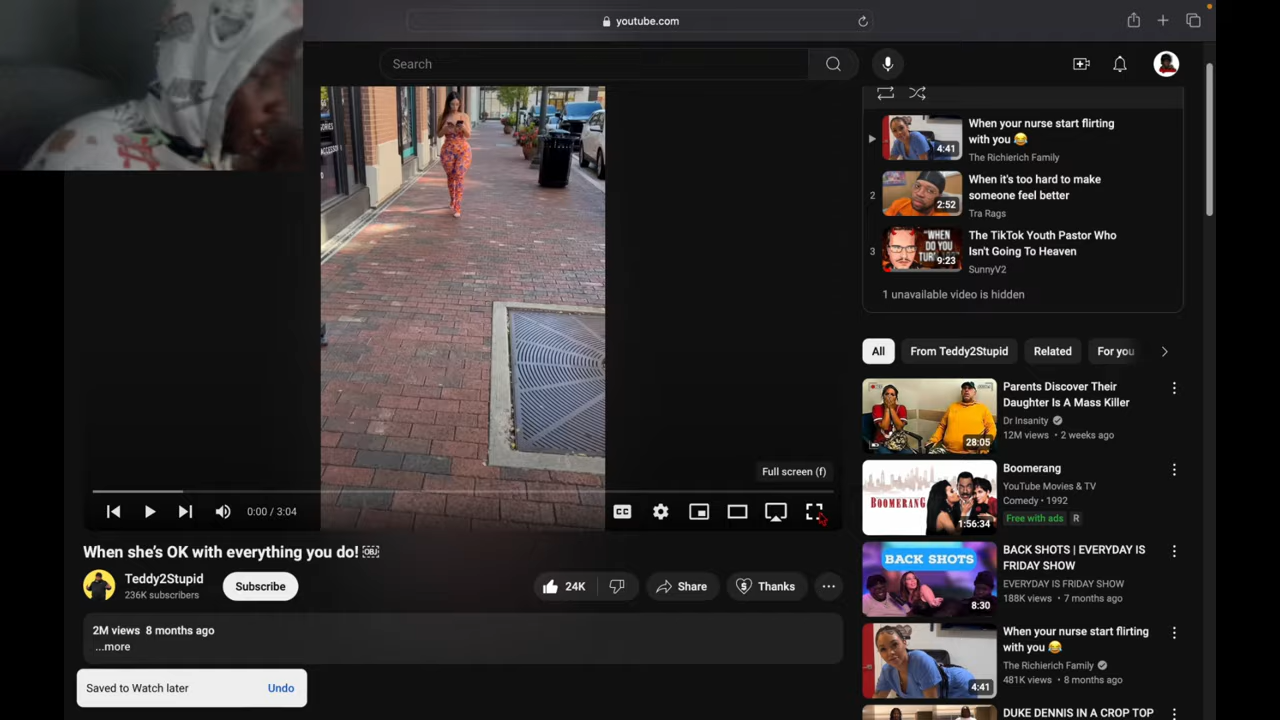 youtube.com
Search
When your nurse start flirting
with you 😂
The Richierich Family
4:41
2
When it's too hard to make
someone feel better
Tra Rags
2:52
3
The TikTok Youth Pastor Who
Isn't Going To Heaven
SunnyV2
9:23
"WHEN
DO YOU
1 unavailable video is hidden
All
From Teddy2Stupid
Related
For you
Parents Discover Their
Daughter Is A Mass Killer
Dr Insanity
12M views • 2 weeks ago
28:05
Boomerang
YouTube Movies & TV
Comedy • 1992
Free with ads R
BOOMERANG
1:56:34
BACK SHOTS | EVERYDAY IS
FRIDAY SHOW
EVERYDAY IS FRIDAY SHOW
188K views • 7 months ago
BACK SHOTS
8:30
When your nurse start flirting
with you 😂
The Richierich Family
481K views • 8 months ago
4:41
DUKE DENNIS IN A CROP TOP
Full screen (f)
0:00 / 3:04
CC
When she's OK with everything you do! OBJ
Teddy2Stupid
236K subscribers
Subscribe
24K
Share
Thanks
2M views 8 months ago
...more
Saved to Watch later
Undo